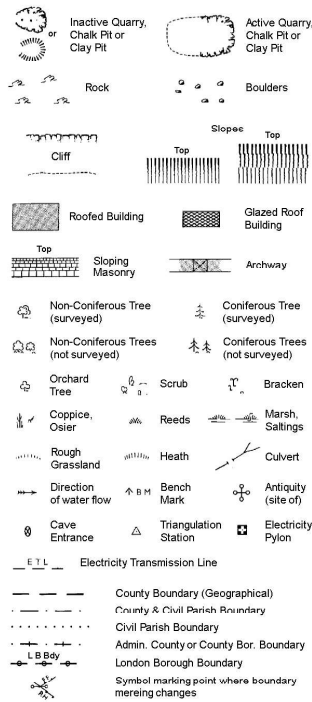 or
Inactive Quarry,
Chalk Pit or
Clay Pit
Active Quarry,
Chalk Pit or
Clay Pit
Rock
Boulders
Slopes
Top
Top
Cliff
Roofed Building
Glazed Roof
Building
Top
Sloping
Masonry
Archway
Non-Coniferous Tree
(surveyed)
Coniferous Tree
(surveyed)
Non-Coniferous Trees
(not surveyed)
Coniferous Trees
(not surveyed)
Orchard
Tree
Scrub
Bracken
Coppice,
Osier
Reeds
Marsh,
Saltings
Rough
Grassland
Heath
Culvert
Direction
of water flow
B M
Bench
Mark
Antiquity
(site of)
Cave
Entrance
Triangulation
Station
Electricity
Pylon
E T L
Electricity Transmission Line
County Boundary (Geographical)
County & Civil Parish Boundary
Civil Parish Boundary
Admin. County or County Bor. Boundary
L B Bdy
London Borough Boundary
Symbol marking point where boundary
mereing changes